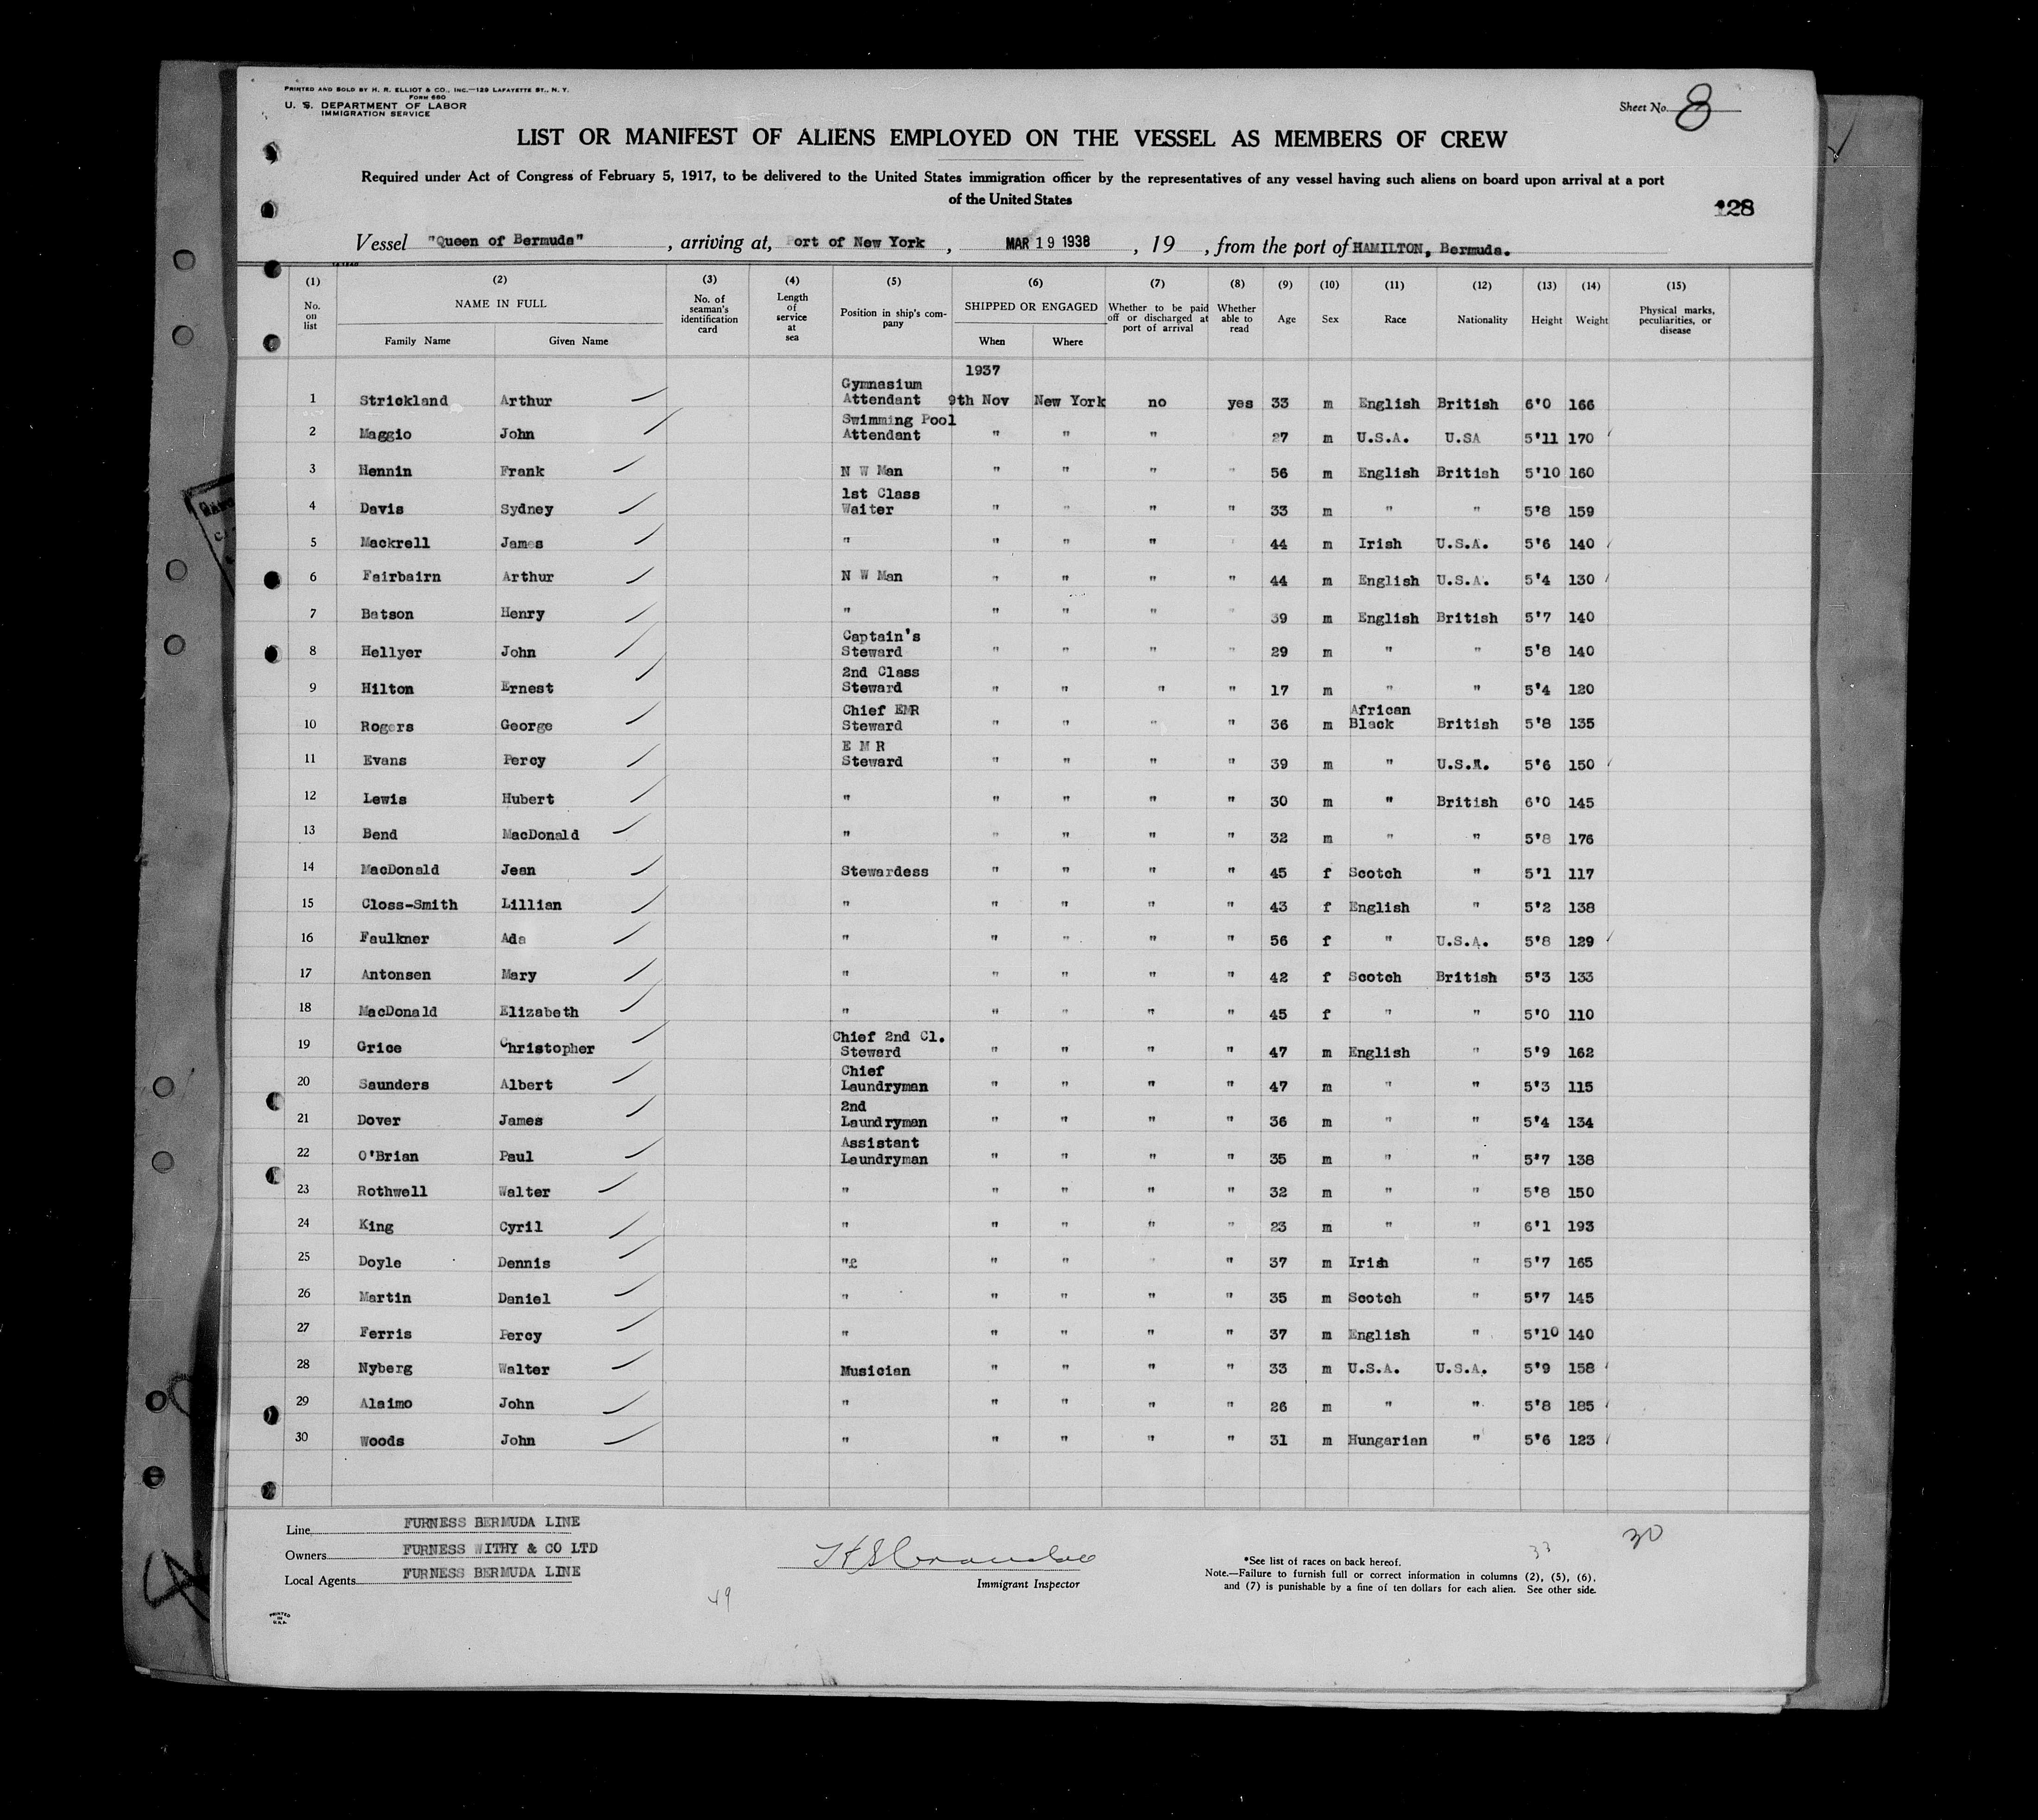 PRINTED AND SOLD BY H. R. ELLIOT & CO., INC.—129 LAFAYETTE ST., N. Y.
FORM 660
U. S. DEPARTMENT OF LABOR
IMMIGRATION SERVICE
Sheet No. 8
LIST OR MANIFEST OF ALIENS EMPLOYED ON THE VESSEL AS MEMBERS OF CREW
Required under Act of Congress of February 5, 1917, to be delivered to the United States immigration officer by the representatives of any vessel having such aliens on board upon arrival at a port
of the United States
128
Vessel "Queen of Bermuda", arriving at, Port of New York, MAR 19 1938, 19 , from the port of HAMILTON, Bermuda.
(1) (2) (3) (4) (5) (6) (7) (8) (9) (10) (11) (12) (13) (14) (15)
No. on list NAME IN FULL Family Name Given Name No. of seaman's identification card Length of service at sea Position in ship's company SHIPPED OR ENGAGED When Where Whether to be paid off or discharged at port of arrival Whether able to read Age Sex Race Nationality Height Weight Physical marks, peculiarities, or disease
1937
1 Strickland Arthur Gymnasium Attendant 9th Nov New York no yes 33 m English British 6'0 166
2 Maggio John Swimming Pool Attendant " " " 27 m U.S.A. U.SA 5'11 170
3 Hennin Frank N W Man " " " " 56 m English British 5'10 160
4 Davis Sydney 1st Class Waiter " " " " 33 m " " 5'8 159
5 Mackrell James " " " " " 44 m Irish U.S.A. 5'6 140
6 Fairbairn Arthur N W Man " " " " 44 m English U.S.A. 5'4 130
7 Batson Henry " " " " " 39 m English British 5'7 140
8 Hellyer John Captain's Steward " " " " 29 m " " 5'8 140
9 Hilton Ernest 2nd Class Steward " " " " 17 m " " 5'4 120
10 Rogers George Chief EMR Steward " " " " 36 m African Black British 5'8 135
11 Evans Percy E M R Steward " " " " 39 m " U.S.A. 5'6 150
12 Lewis Hubert " " " " " 30 m " British 6'0 145
13 Bend MacDonald " " " " " 32 m " " 5'8 176
14 MacDonald Jean Stewardess " " " " 45 f Scotch " 5'1 117
15 Closs-Smith Lillian " " " " " 43 f English " 5'2 138
16 Faulkner Ada " " " " " 56 f " U.S.A. 5'8 129
17 Antonsen Mary " " " " " 42 f Scotch British 5'3 133
18 MacDonald Elizabeth " " " " " 45 f " " 5'0 110
19 Grice Christopher Chief 2nd Cl. Steward " " " " 47 m English " 5'9 162
20 Saunders Albert Chief Laundryman " " " " 47 m " " 5'3 115
21 Dover James 2nd Laundryman " " " " 36 m " " 5'4 134
22 O'Brian Paul Assistant Laundryman " " " " 35 m " " 5'7 138
23 Rothwell Walter " " " " " 32 m " " 5'8 150
24 King Cyril " " " " " 23 m " " 6'1 193
25 Doyle Dennis " " " " " 37 m Irish " 5'7 165
26 Martin Daniel " " " " " 35 m Scotch " 5'7 145
27 Ferris Percy " " " " " 37 m English " 5'10 140
28 Nyberg Walter Musician " " " " 33 m U.S.A. U.S.A. 5'9 158
29 Alaimo John " " " " " 26 m " " 5'8 185
30 Woods John " " " " " 31 m Hungarian " 5'6 123
Line FURNESS BERMUDA LINE
Owners FURNESS WITHY & CO LTD
Local Agents FURNESS BERMUDA LINE
Immigrant Inspector
*See list of races on back hereof.
Note.—Failure to furnish full or correct information in columns (2), (5), (6),
and (7) is punishable by a fine of ten dollars for each alien. See other side.
33
30
49
PRINTED IN U.S.A.